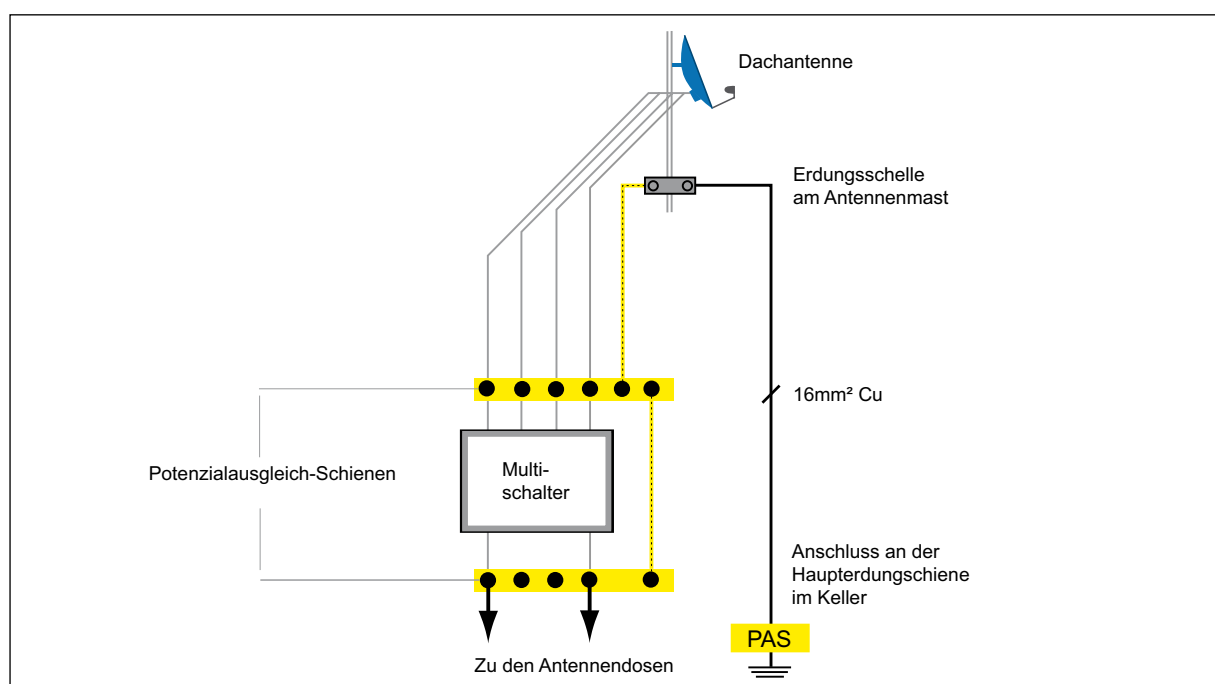 Dachantenne
Erdungsschelle
am Antennenmast
16mm² Cu
Potenzialausgleich-Schienen
Multi-
schalter
Anschluss an der
Haupterdungschiene
im Keller
PAS
Zu den Antennendosen